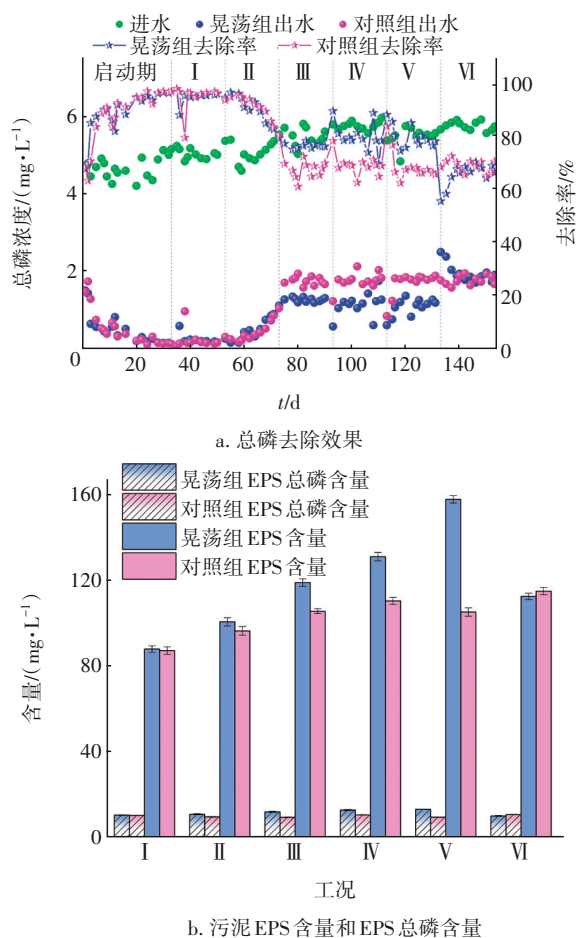 进水 晃荡组出水 对照组出水
晃荡组去除率 对照组去除率
启动期 Ⅰ Ⅱ Ⅲ Ⅳ Ⅴ Ⅵ
总磷浓度/(mg·L⁻¹)
6
4
2
0
100
80
60
40
20
0
去除率/%
0 20 40 60 80 100 120 140
t/d
a. 总磷去除效果
晃荡组EPS总磷含量
对照组EPS总磷含量
晃荡组EPS含量
对照组EPS含量
含量/(mg·L⁻¹)
160
120
80
40
0
Ⅰ Ⅱ Ⅲ Ⅳ Ⅴ Ⅵ
工况
b. 污泥EPS含量和EPS总磷含量